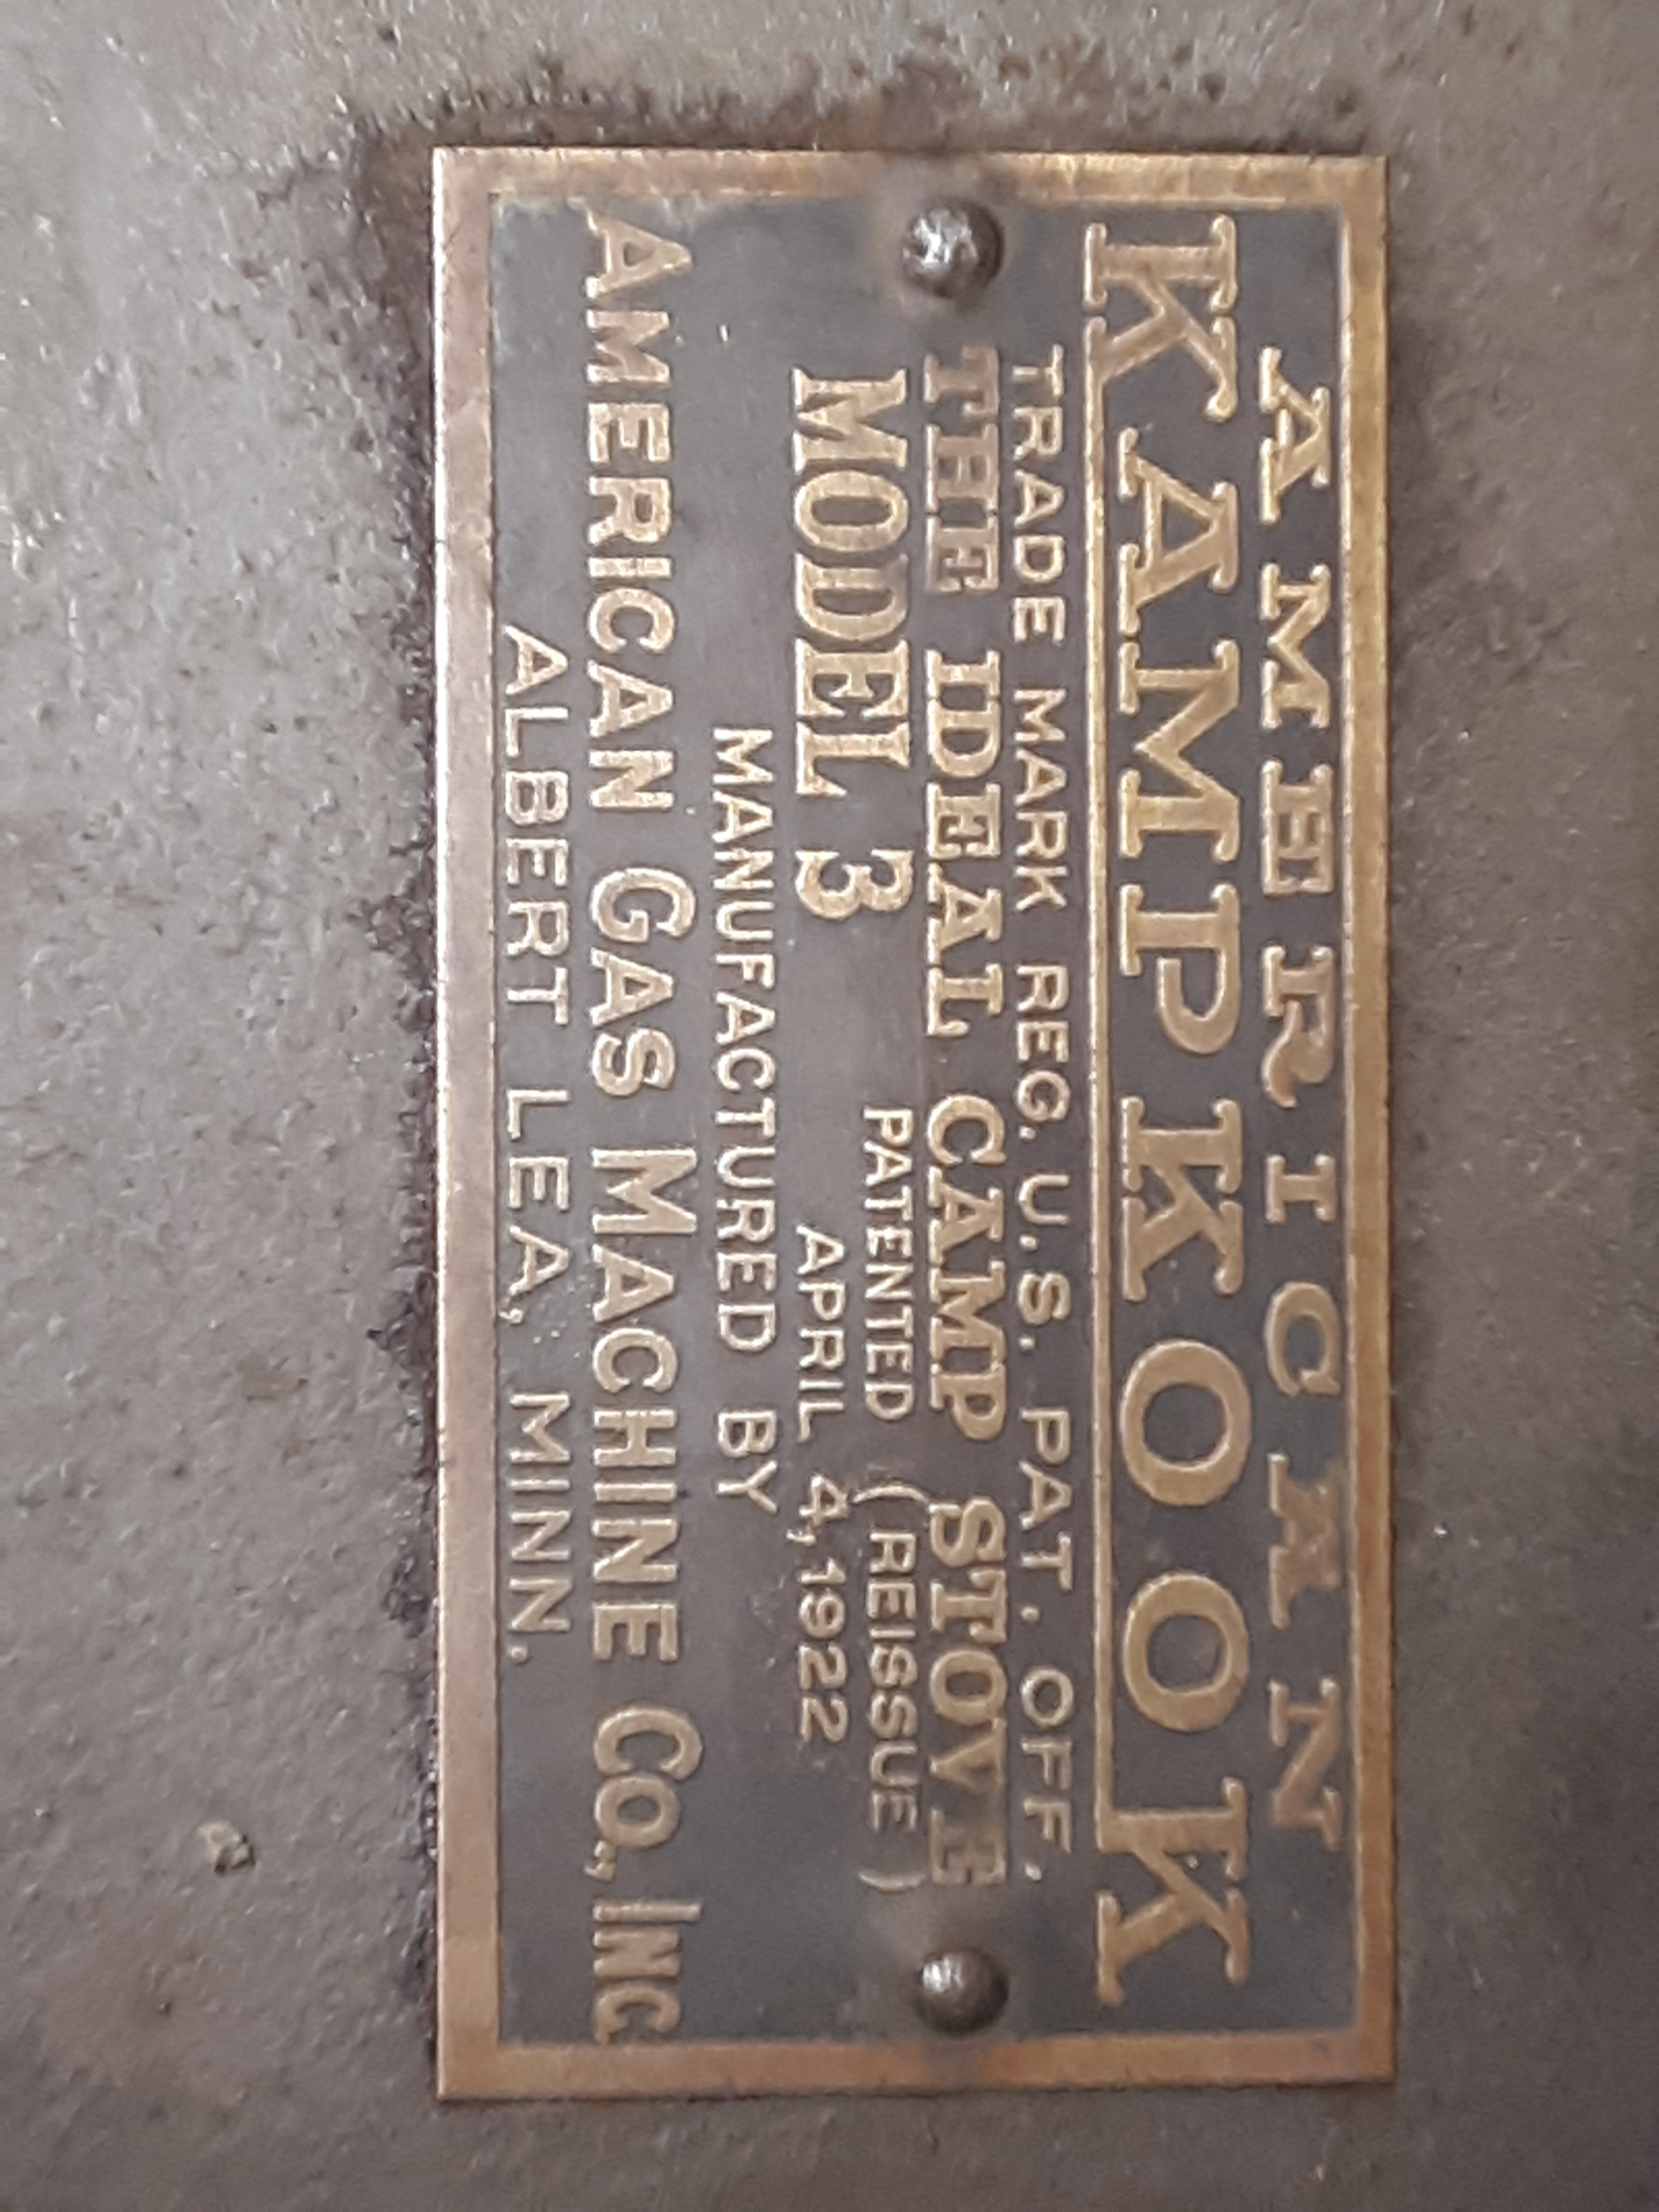 AMERICAN
KAMPKOOK
TRADE MARK REG. U.S. PAT. OFF.
THE IDEAL CAMP STOVE
MODEL 3
PATENTED (REISSUE)
APRIL 4, 1922
MANUFACTURED BY
AMERICAN GAS MACHINE CO., INC.
ALBERT LEA, MINN.